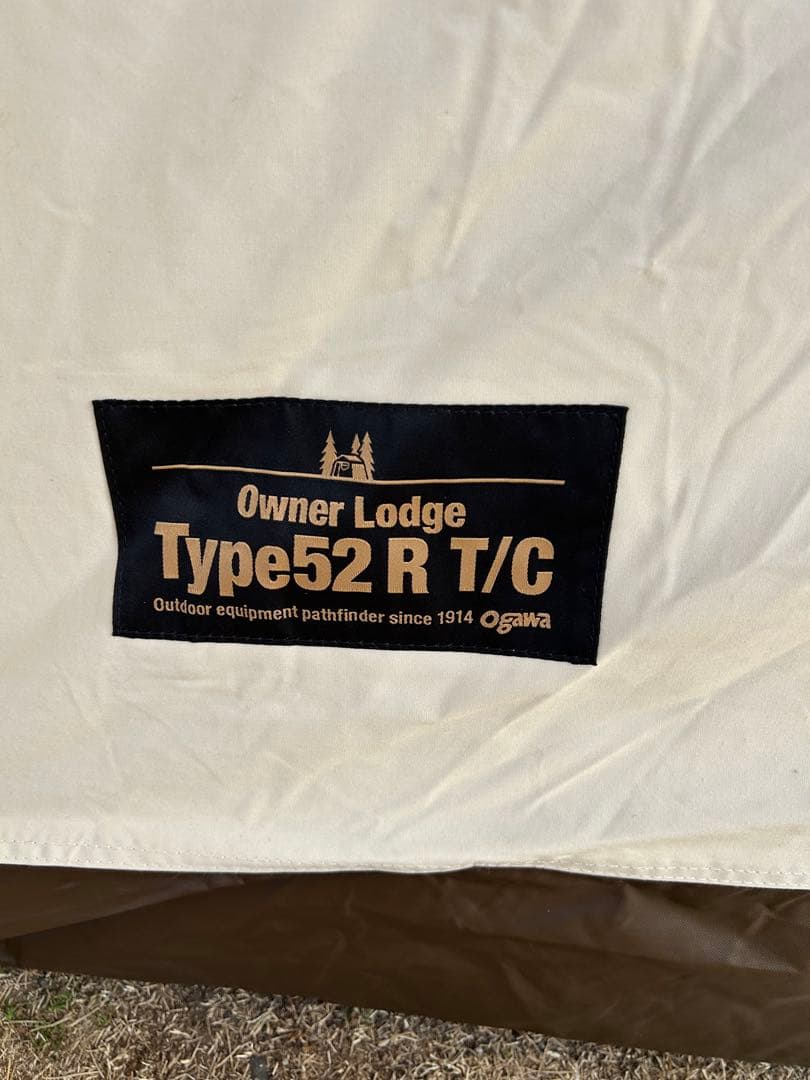 Owner Lodge
Type52 R T/C
Outdoor equipment pathfinder since 1914 Ogawa